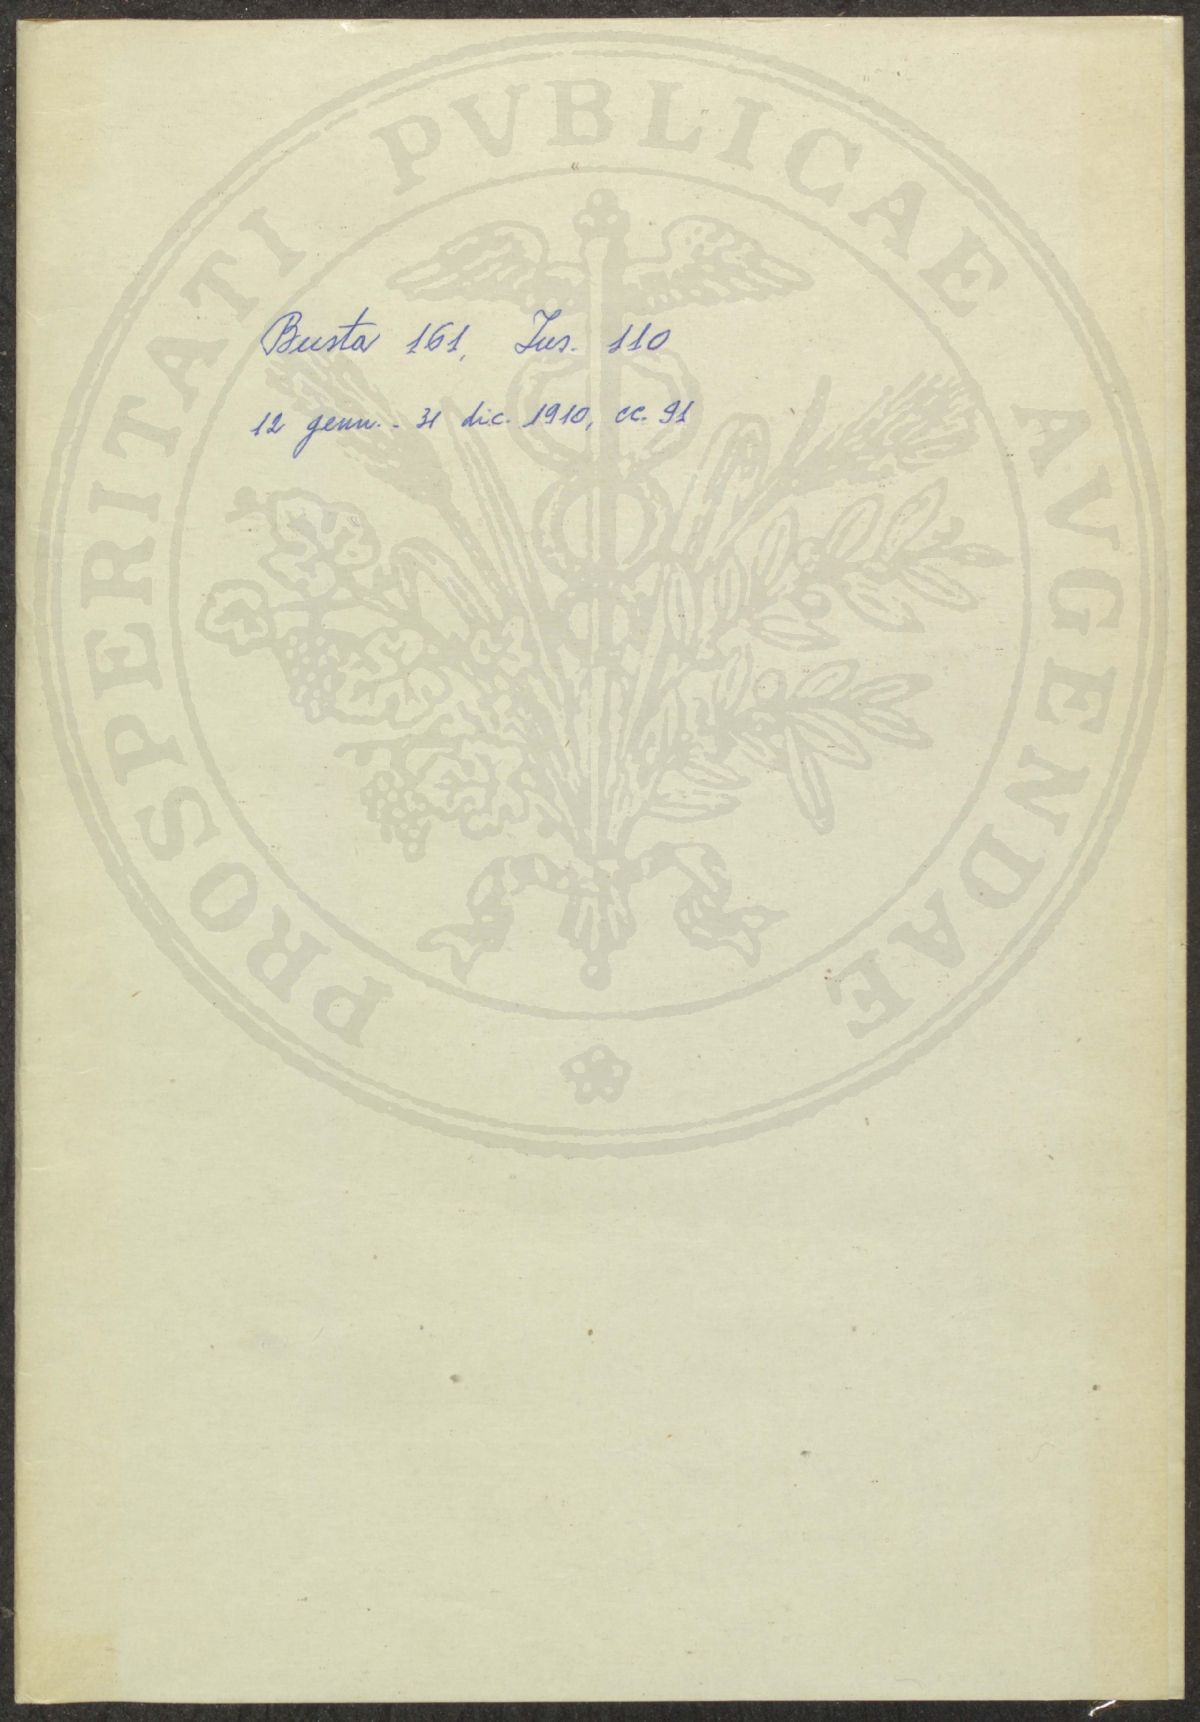 PROSPERITATI PVBLICAE AVGENDAE
Busta 161, Ins. 110
12 genn. - 31 dic. 1910, cc. 91